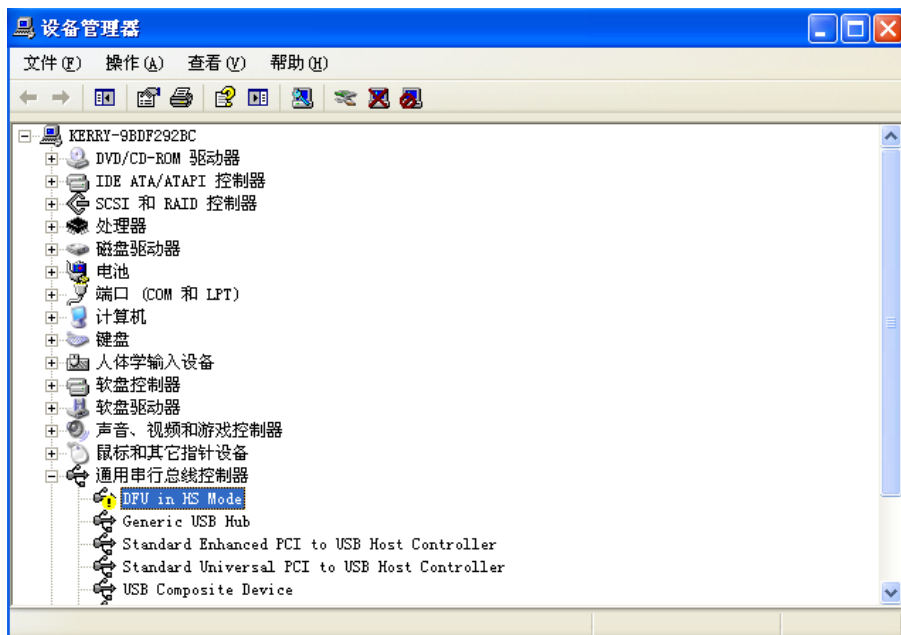 设备管理器
文件(F) 操作(A) 查看(V) 帮助(H)
KERRY-9BDF292BC
DVD/CD-ROM 驱动器
IDE ATA/ATAPI 控制器
SCSI 和 RAID 控制器
处理器
磁盘驱动器
电池
端口 (COM 和 LPT)
计算机
键盘
人体学输入设备
软盘控制器
软盘驱动器
声音、视频和游戏控制器
鼠标和其它指针设备
通用串行总线控制器
DFU in HS Mode
Generic USB Hub
Standard Enhanced PCI to USB Host Controller
Standard Universal PCI to USB Host Controller
USB Composite Device